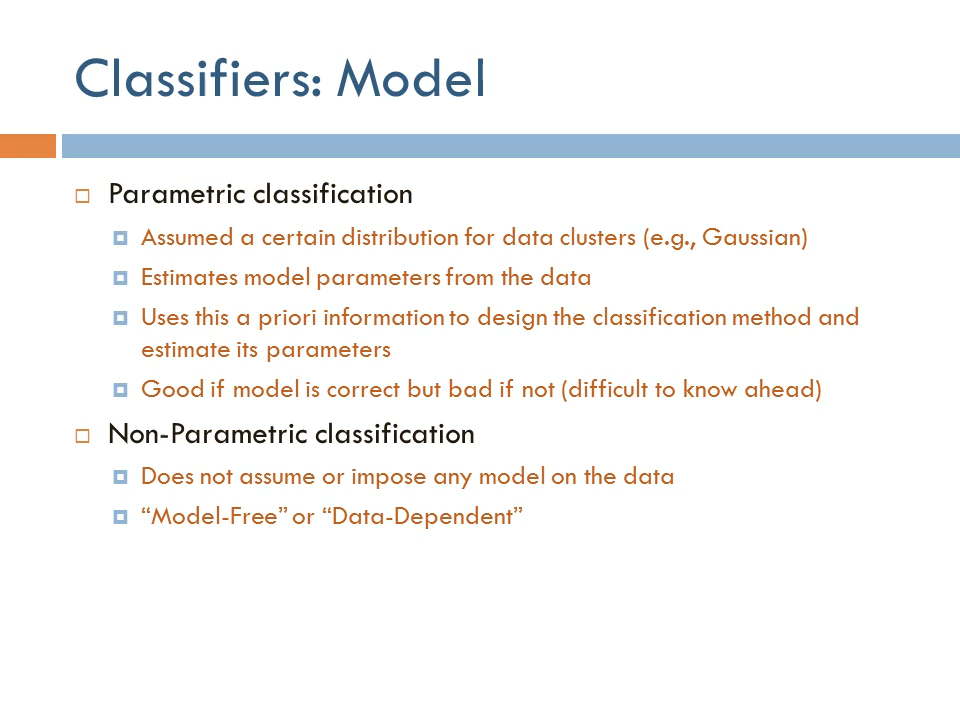 Classifiers: Model
Parametric classification
Assumed a certain distribution for data clusters (e.g., Gaussian)
Estimates model parameters from the data
Uses this a priori information to design the classification method and
estimate its parameters
Good if model is correct but bad if not (difficult to know ahead)
Non-Parametric classification
Does not assume or impose any model on the data
“Model-Free” or “Data-Dependent”